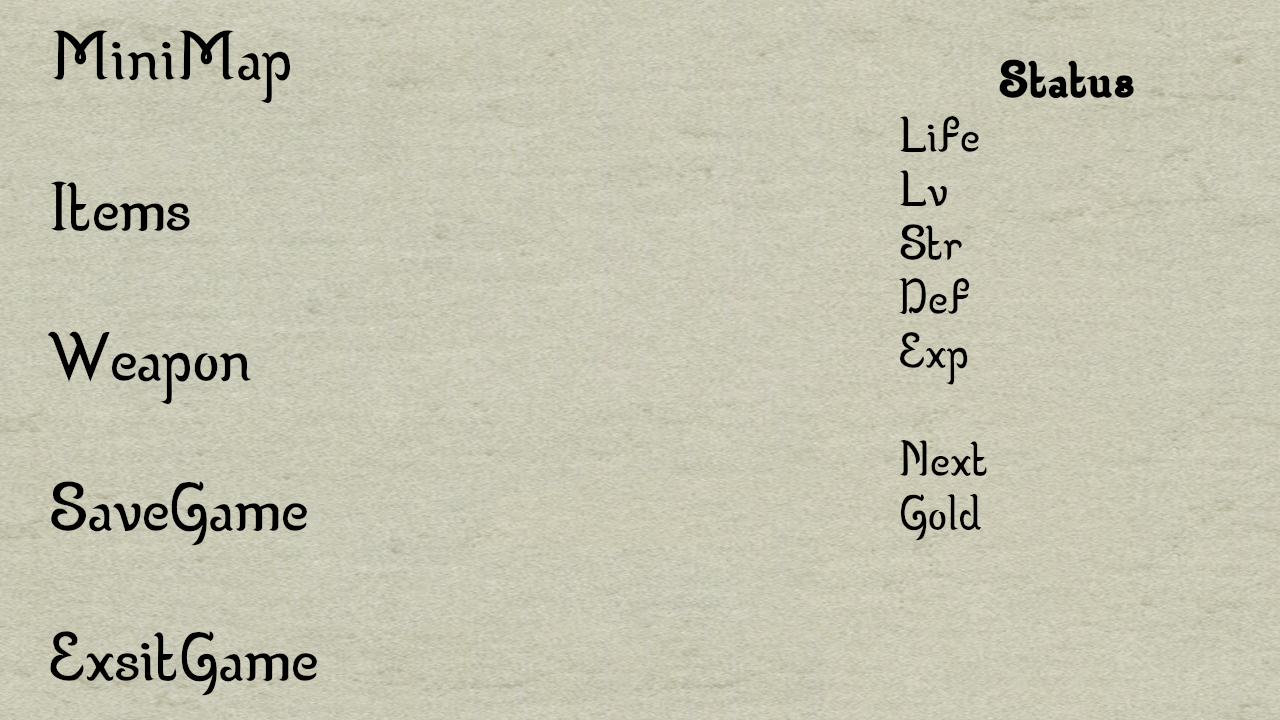 MiniMap
Items
Weapon
SaveGame
ExsitGame
Status
Life
Lv
Str
Def
Exp
Next
Gold